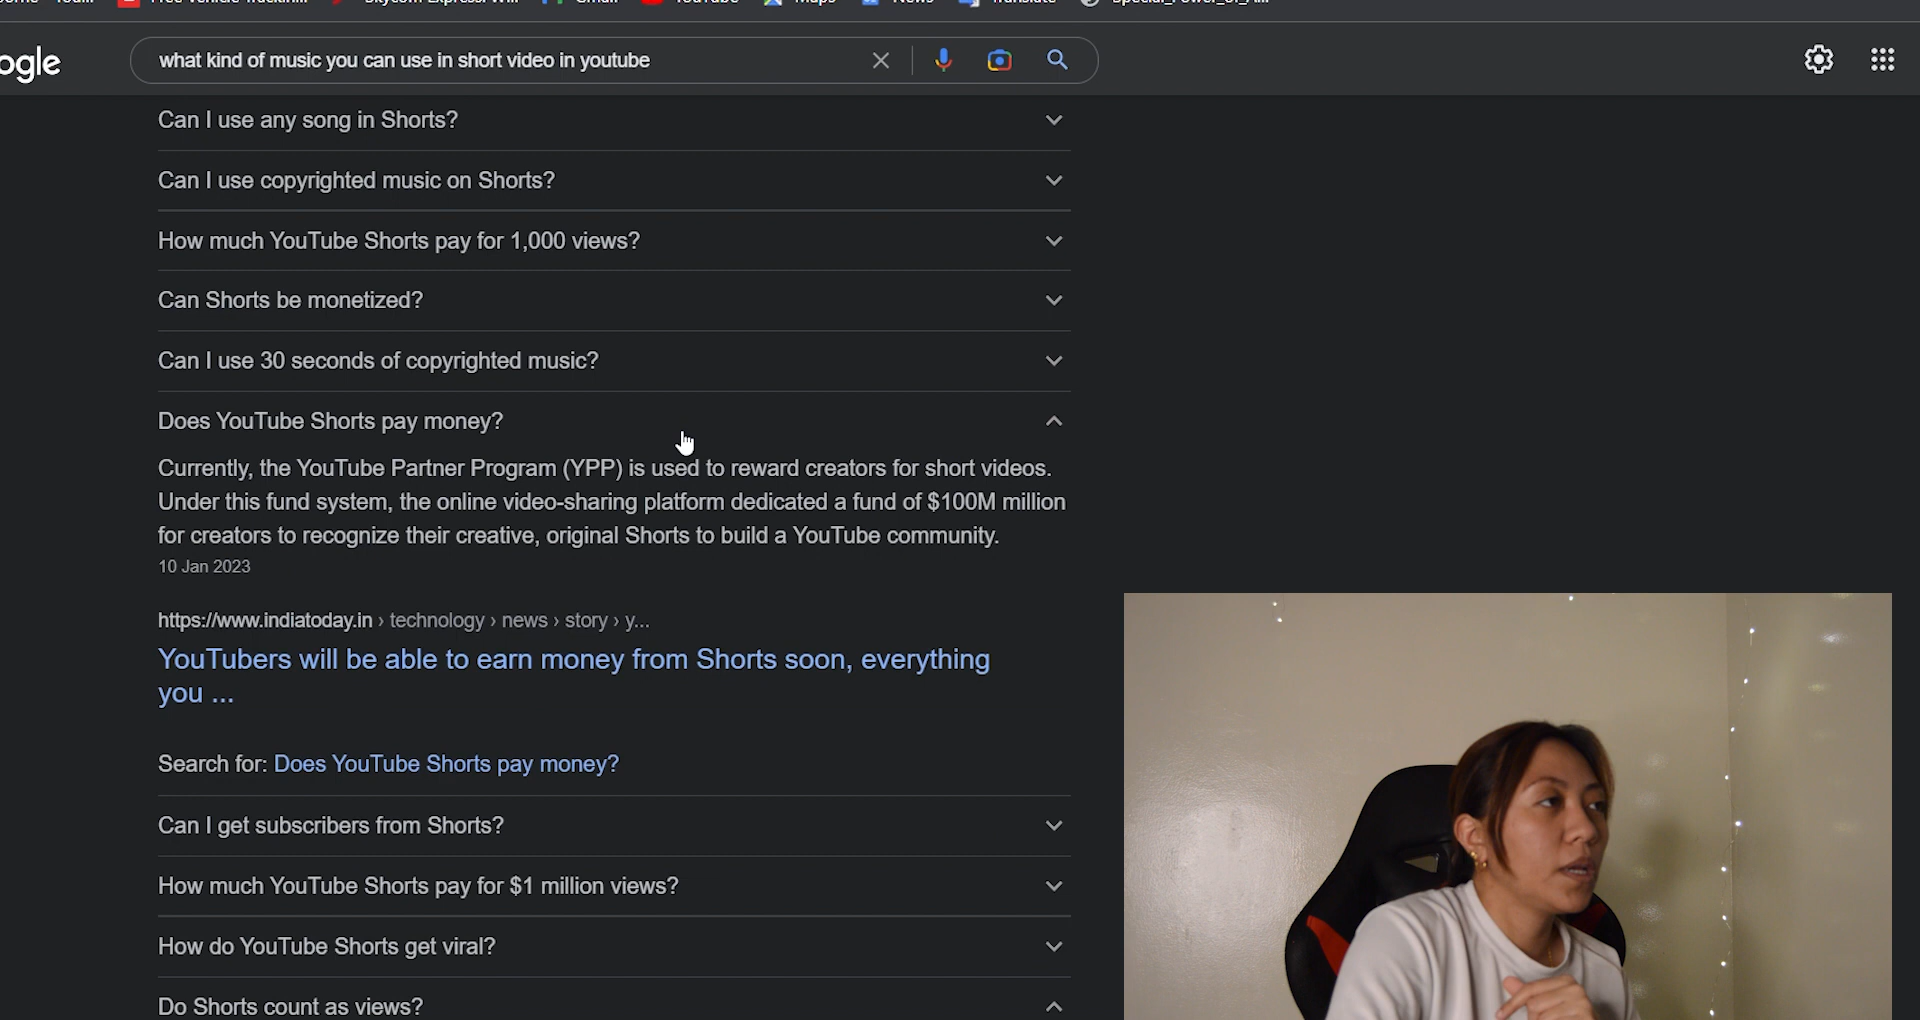 YouTube Maps News Translate
ogle what kind of music you can use in short video in youtube
Can I use any song in Shorts?
Can I use copyrighted music on Shorts?
How much YouTube Shorts pay for 1,000 views?
Can Shorts be monetized?
Can I use 30 seconds of copyrighted music?
Does YouTube Shorts pay money?
Currently, the YouTube Partner Program (YPP) is used to reward creators for short videos.
Under this fund system, the online video-sharing platform dedicated a fund of $100M million
for creators to recognize their creative, original Shorts to build a YouTube community.
10 Jan 2023
https://www.indiatoday.in › technology › news › story › y...
YouTubers will be able to earn money from Shorts soon, everything
you ...
Search for: Does YouTube Shorts pay money?
Can I get subscribers from Shorts?
How much YouTube Shorts pay for $1 million views?
How do YouTube Shorts get viral?
Do Shorts count as views?